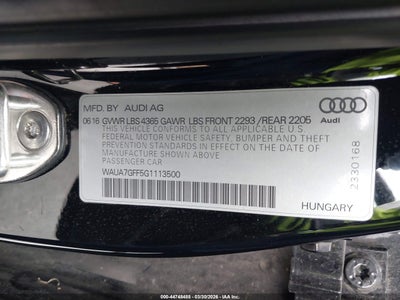 MFD. BY AUDI AG
06 16 GVWR LBS 4365 GAWR LBS FRONT 2293 /REAR 2205
THIS VEHICLE CONFORMS TO ALL APPLICABLE U.S.
FEDERAL MOTOR VEHICLE SAFETY, BUMPER AND THEFT
PREVENTION STANDARDS IN EFFECT ON THE DATE OF
MANUFACTURE SHOWN ABOVE
PASSENGER CAR
WAUA7GFF5G1113500
Audi
2330168
HUNGARY
000-44748485 - 03/30/2026 - Copyright © IAA, Inc.